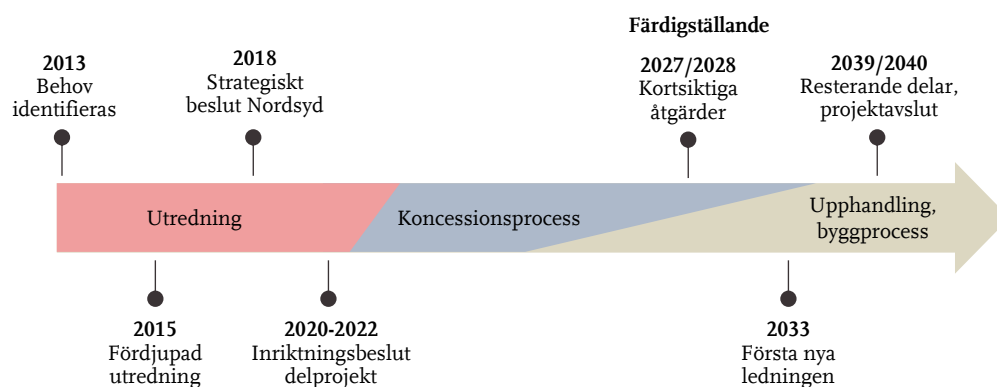 Färdigställande
2013
Behov
identifieras
2018
Strategiskt
beslut Nordsyd
2027/2028
Kortsiktiga
åtgärder
2039/2040
Resterande delar,
projektavslut
Utredning
Koncessionsprocess
Upphandling,
byggprocess
2015
Fördjupad
utredning
2020-2022
Inriktningsbeslut
delprojekt
2033
Första nya
ledningen